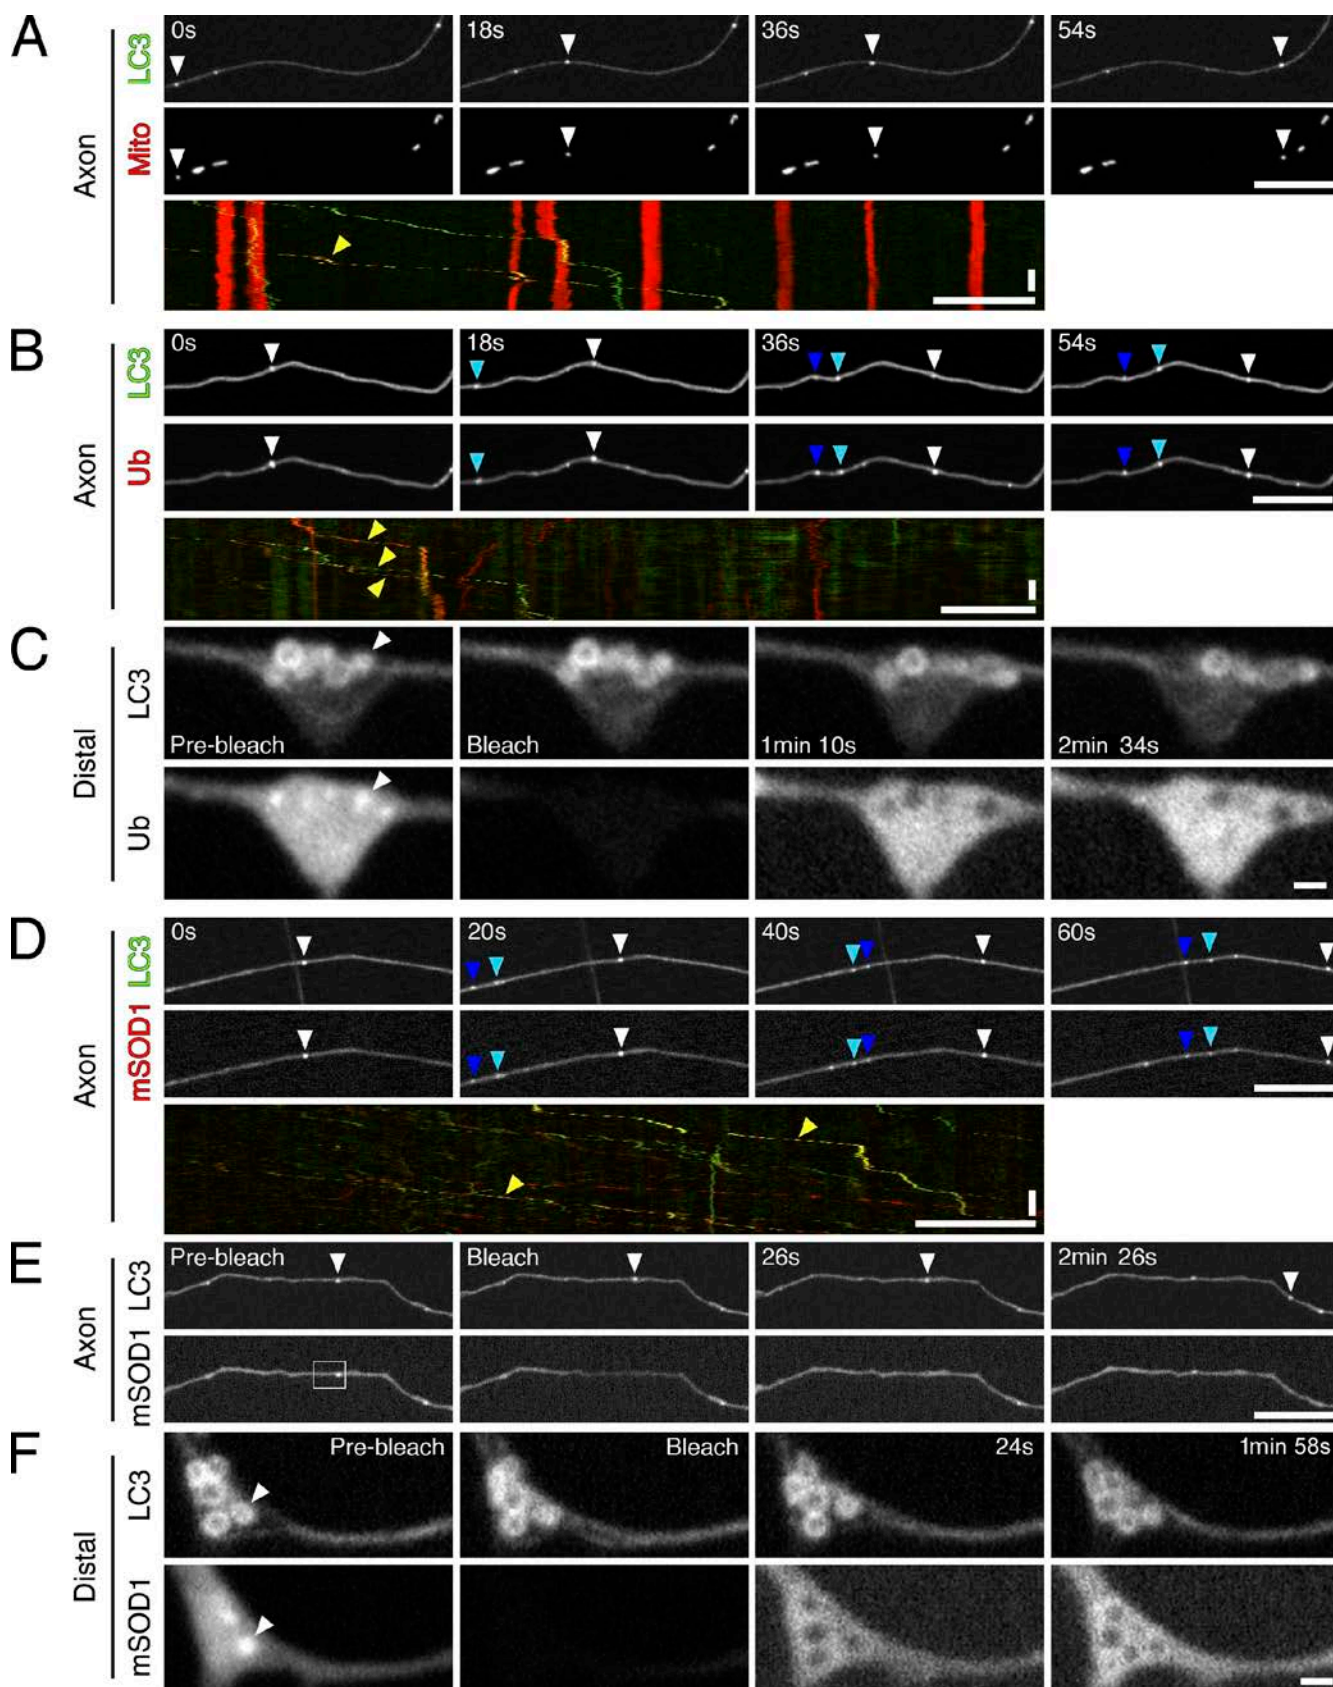 A
Axon
LC3
0s
18s
36s
54s
Mito
B
Axon
LC3
0s
18s
36s
54s
Ub
C
Distal
LC3
Pre-bleach
Bleach
1min 10s
2min 34s
Ub
D
Axon
LC3
0s
20s
40s
60s
mSOD1
E
Axon
LC3
Pre-bleach
Bleach
26s
2min 26s
mSOD1
F
Distal
LC3
Pre-bleach
Bleach
24s
1min 58s
mSOD1